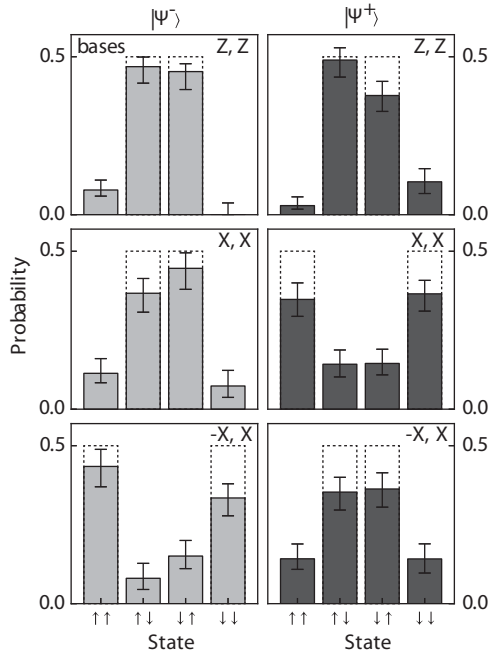 |Ψ⁻⟩ |Ψ⁺⟩
bases Z, Z Z, Z
0.5 0.5
0.0 0.0
X, X X, X
0.5 0.5
Probability
0.0 0.0
-X, X -X, X
0.5 0.5
0.0 0.0
↑↑ ↑↓ ↓↑ ↓↓ ↑↑ ↑↓ ↓↑ ↓↓
State State